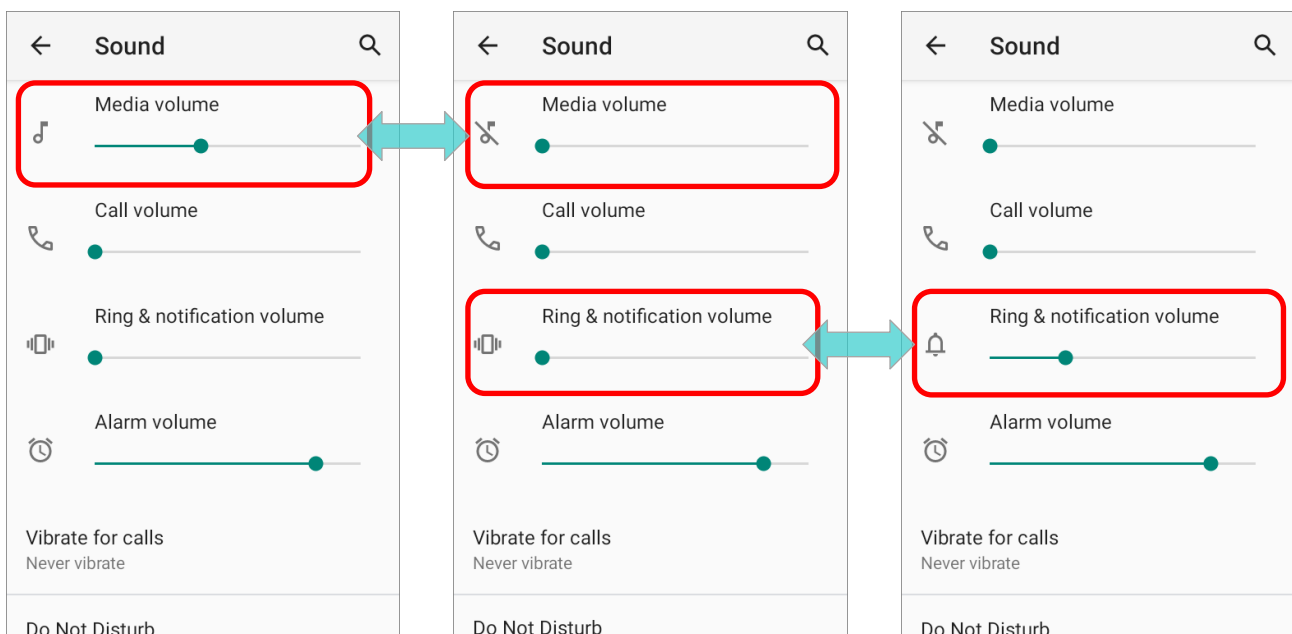 Sound
Media volume
Call volume
Ring & notification volume
Alarm volume
Vibrate for calls
Never vibrate
Do Not Disturb
Sound
Media volume
Call volume
Ring & notification volume
Alarm volume
Vibrate for calls
Never vibrate
Do Not Disturb
Sound
Media volume
Call volume
Ring & notification volume
Alarm volume
Vibrate for calls
Never vibrate
Do Not Disturb